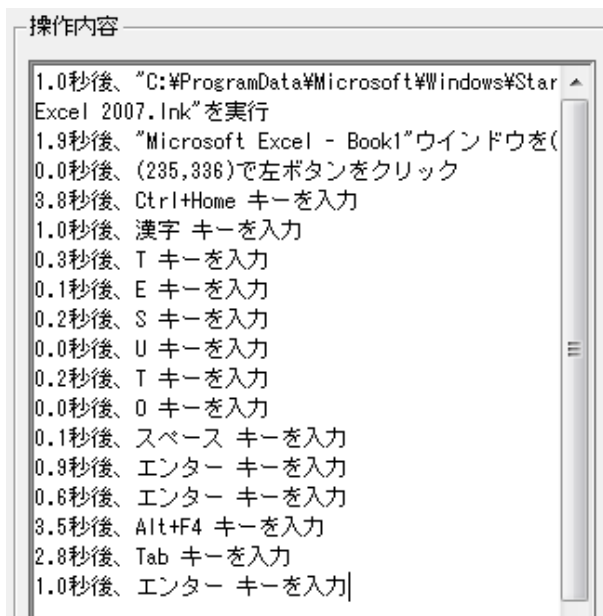 操作内容
1.0秒後、"C:¥ProgramData¥Microsoft¥Windows¥Star
Excel 2007.lnk"を実行
1.9秒後、"Microsoft Excel - Book1"ウインドウを(
0.0秒後、(235,336)で左ボタンをクリック
3.8秒後、Ctrl+Home キーを入力
1.0秒後、漢字 キーを入力
0.3秒後、T キーを入力
0.1秒後、E キーを入力
0.2秒後、S キーを入力
0.0秒後、U キーを入力
0.2秒後、T キーを入力
0.0秒後、O キーを入力
0.1秒後、スペース キーを入力
0.9秒後、エンター キーを入力
0.6秒後、エンター キーを入力
3.5秒後、Alt+F4 キーを入力
2.8秒後、Tab キーを入力
1.0秒後、エンター キーを入力